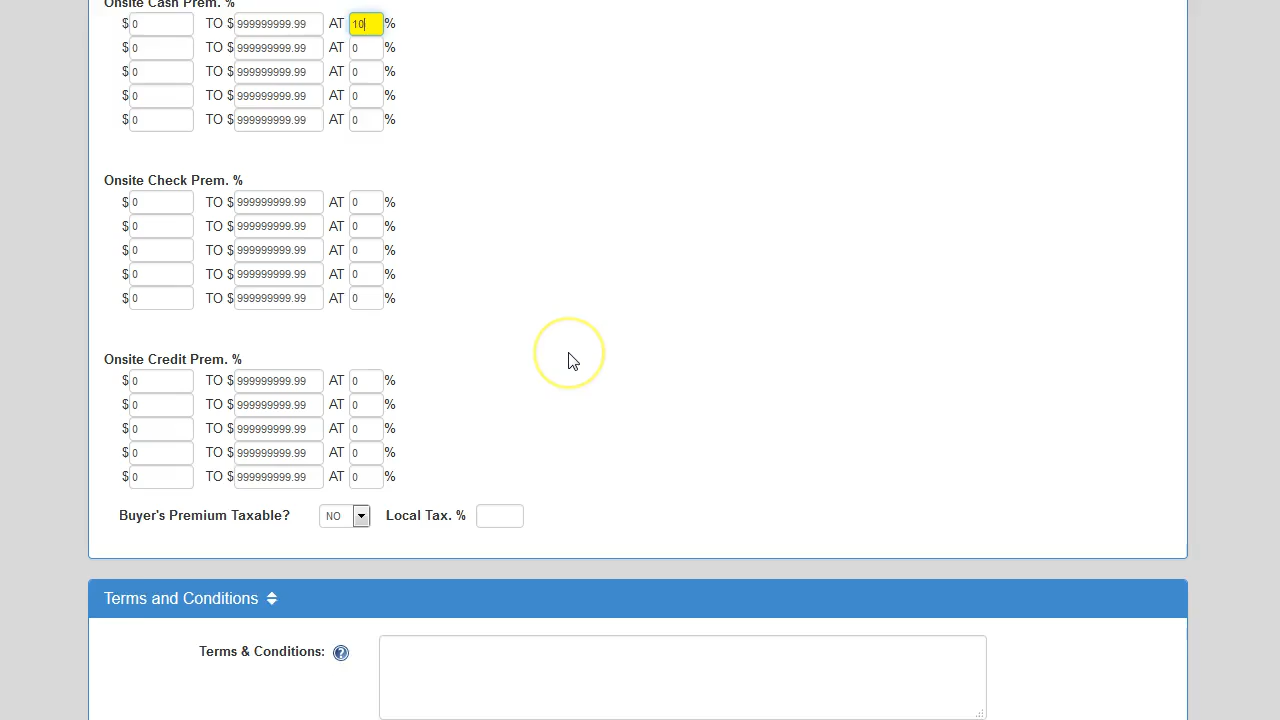 Onsite Cash Prem. %
$ 0 TO $ 999999999.99 AT 10 %
$ 0 TO $ 999999999.99 AT 0 %
$ 0 TO $ 999999999.99 AT 0 %
$ 0 TO $ 999999999.99 AT 0 %
$ 0 TO $ 999999999.99 AT 0 %
Onsite Check Prem. %
$ 0 TO $ 999999999.99 AT 0 %
$ 0 TO $ 999999999.99 AT 0 %
$ 0 TO $ 999999999.99 AT 0 %
$ 0 TO $ 999999999.99 AT 0 %
$ 0 TO $ 999999999.99 AT 0 %
Onsite Credit Prem. %
$ 0 TO $ 999999999.99 AT 0 %
$ 0 TO $ 999999999.99 AT 0 %
$ 0 TO $ 999999999.99 AT 0 %
$ 0 TO $ 999999999.99 AT 0 %
$ 0 TO $ 999999999.99 AT 0 %
Buyer's Premium Taxable? NO Local Tax. %
Terms and Conditions
Terms & Conditions: ?